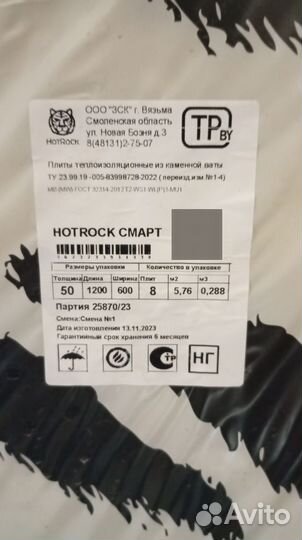 ООО "ЗСК" г. Вязьма
Смоленская область
ул. Новая Бозня д.3
8(48131)2-75-07
HOTROCK
TP BY
Плиты теплоизоляционные из каменной ваты
ТУ 23.99.19 -005-83998728-2022 ( переизд.изм №1-4)
HOTROCK СМАРТ
Размеры упаковки Количество в упаковке
Толщина Длина Ширина Плит м2 м3
50 1200 600 8 5,76 0,288
Партия 25870/23
Смена:Смена №1
Дата изготовления 13.11.2023
Гарантийный срок хранения 6 месяцев
НГ
Avito